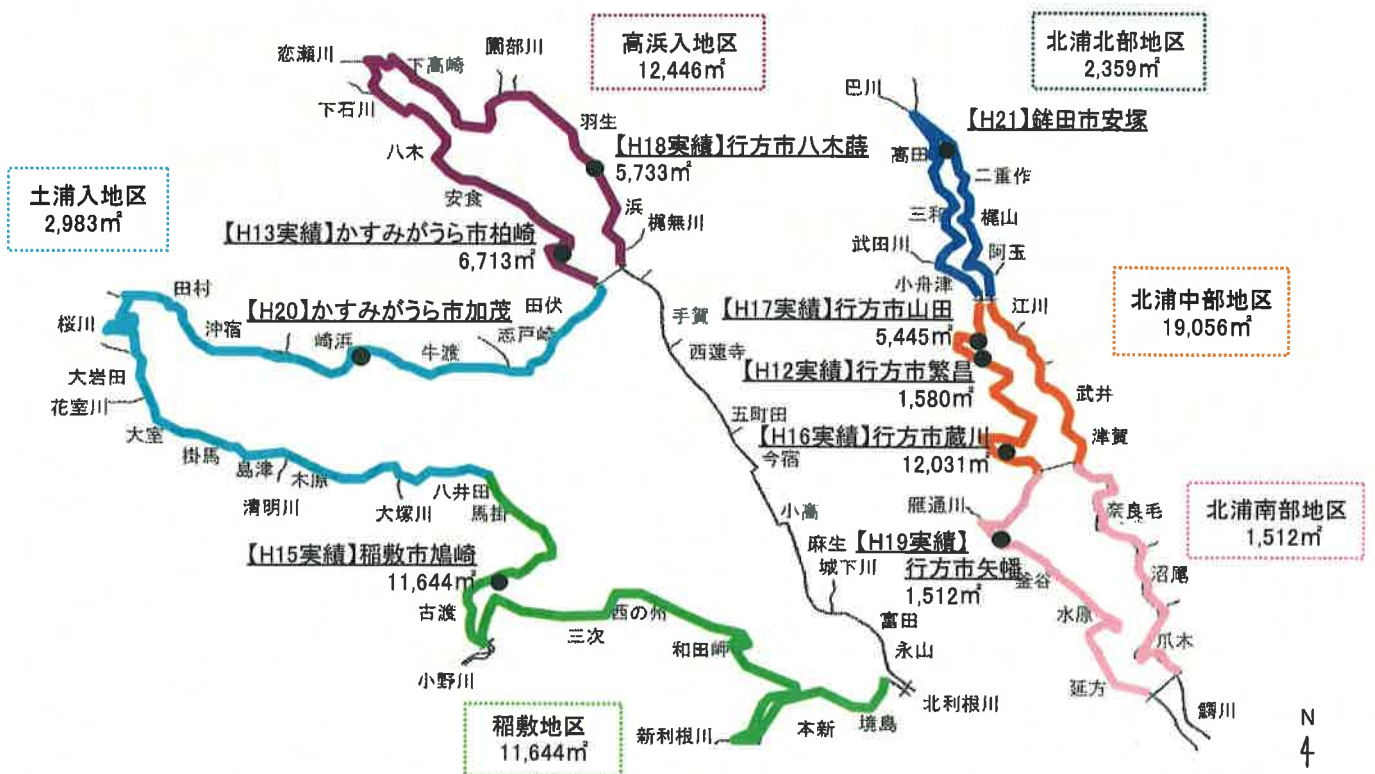 恋瀬川
下高崎
園部川
高浜入地区
12,446㎡
北浦北部地区
2,359㎡
下石川
巴川
羽生
【H21】鉾田市安塚
八木
【H18実績】行方市八木蒔
5,733㎡
高田
二重作
土浦入地区
2,983㎡
安食
浜
梶無川
三和
梶山
【H13実績】かすみがうら市柏崎
6,713㎡
武田川
阿玉
小舟津
田村
【H20】かすみがうら市加茂
田伏
【H17実績】行方市山田
5,445㎡
江川
北浦中部地区
19,056㎡
桜川
沖宿
崎浜
牛渡
志戸崎
手賀
西蓮寺
大岩田
【H12実績】行方市繁昌
1,580㎡
武井
花室川
大室
五町田
【H16実績】行方市蔵川
12,031㎡
津賀
掛馬
島津
木原
今宿
清明川
大塚川
八井田
馬掛
雁通川
奈良毛
北浦南部地区
1,512㎡
小高
【H15実績】稲敷市鳩崎
11,644㎡
麻生
城下川
【H19実績】
行方市矢幡
1,512㎡
釜谷
沼尾
古渡
西の州
三次
富田
水原
和田岬
永山
爪木
小野川
延方
北利根川
稲敷地区
11,644㎡
新利根川
本新
境島
鰐川
N